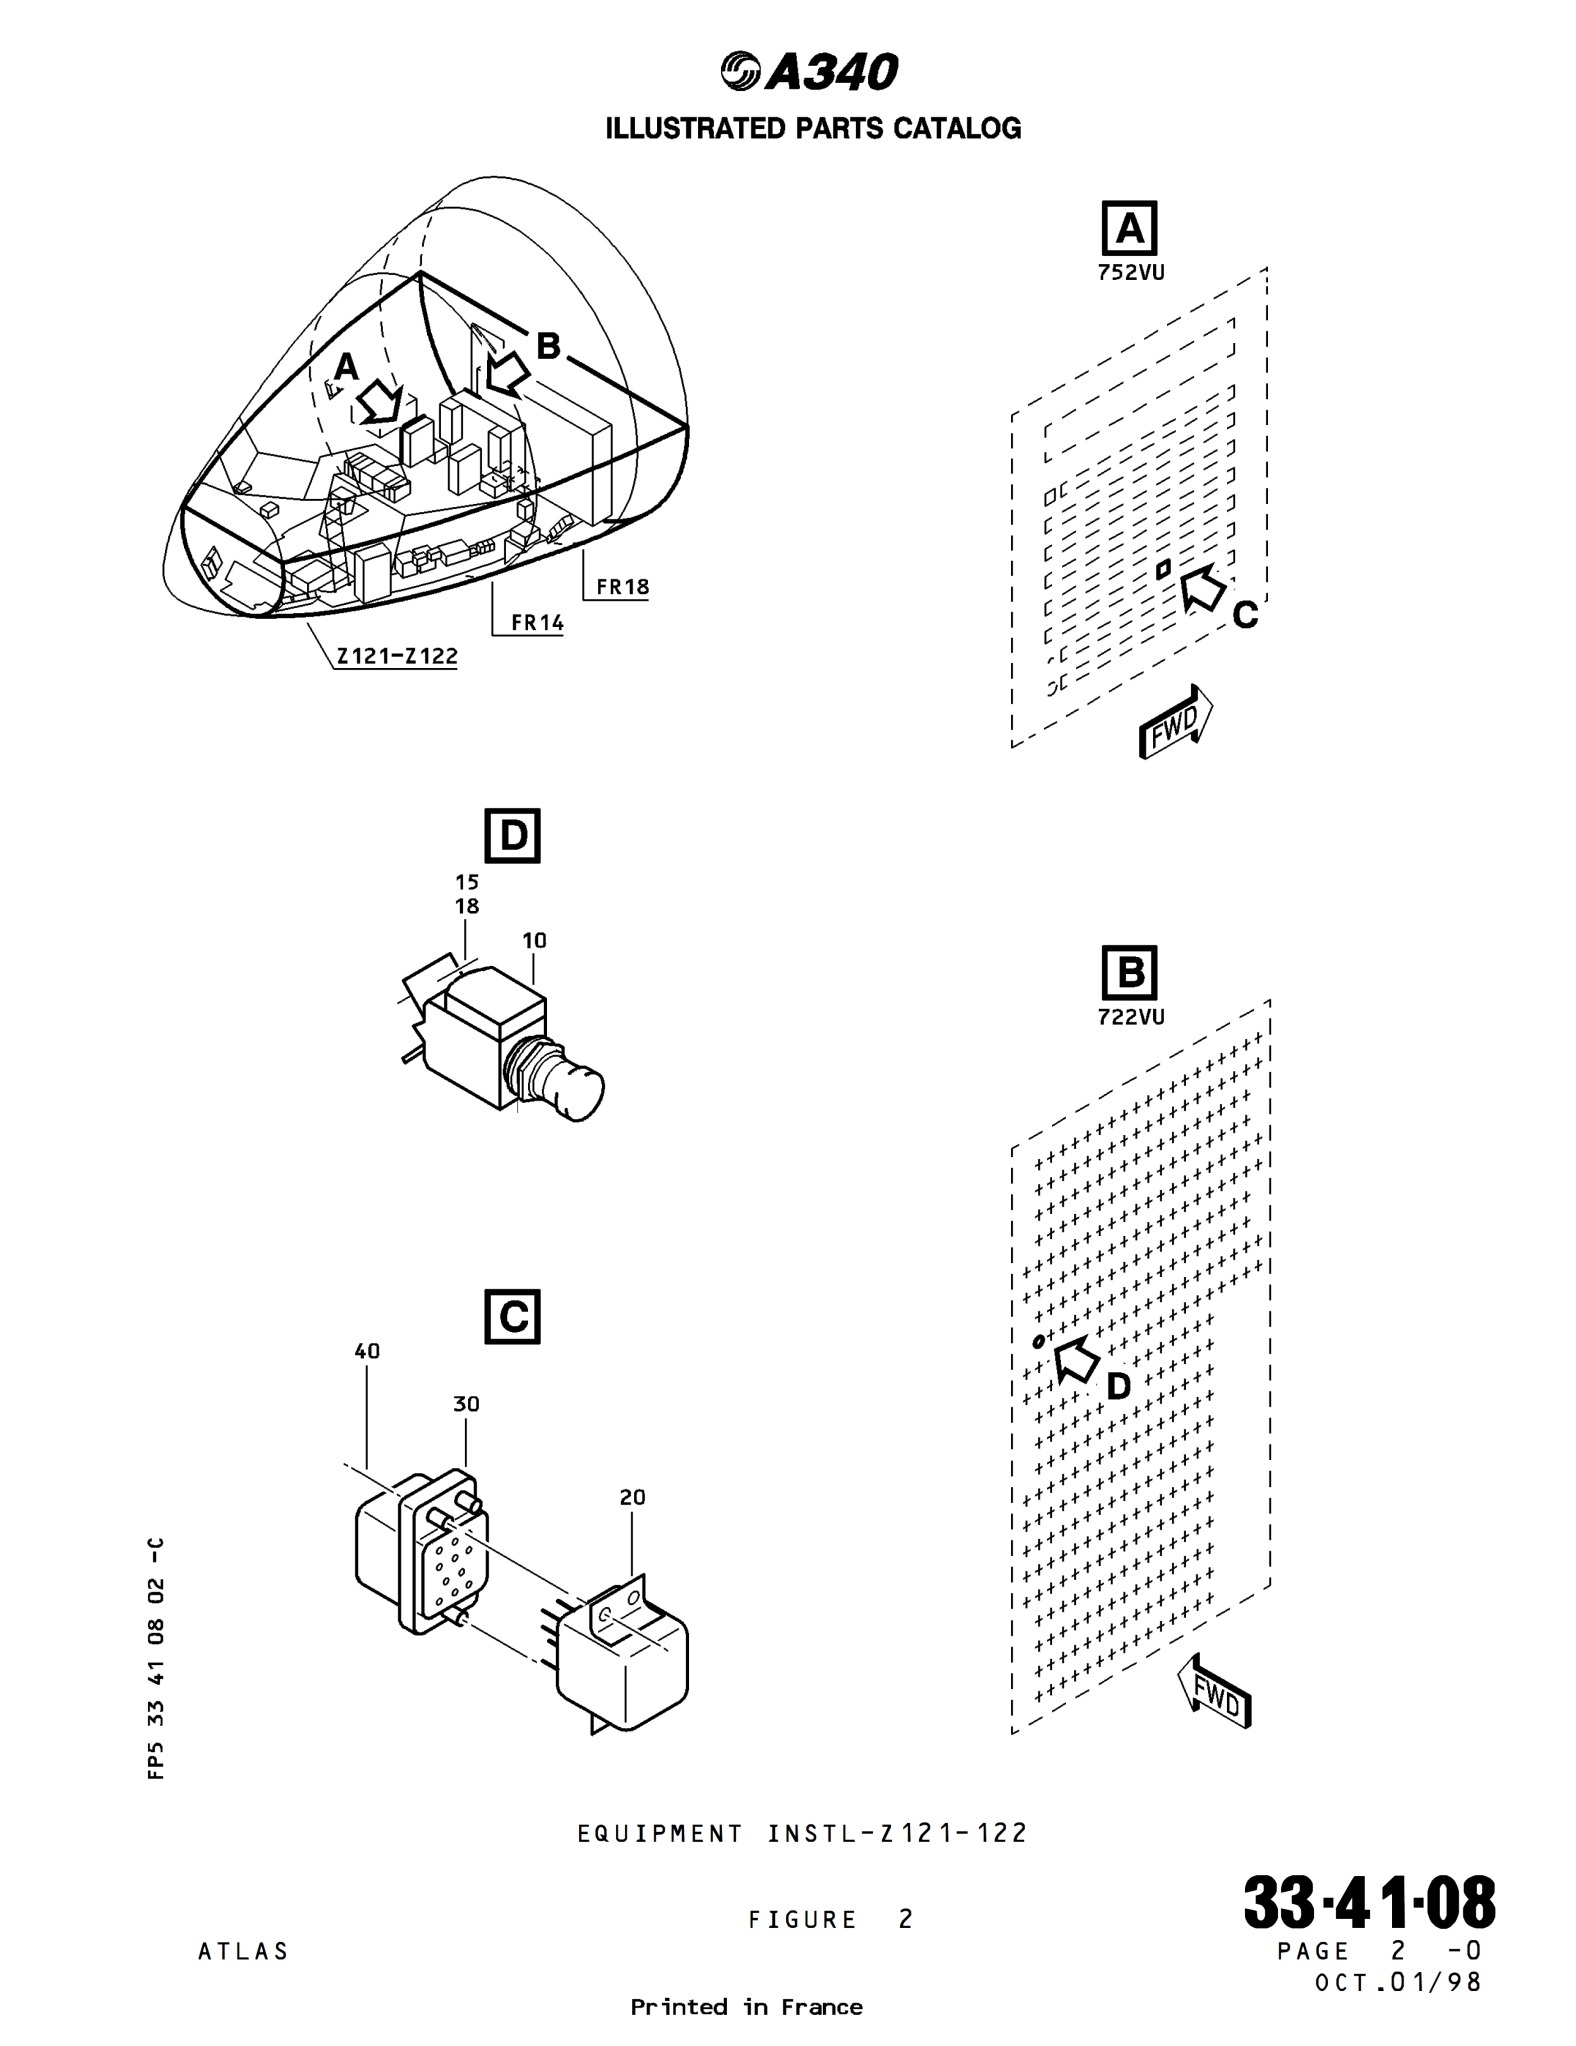 A340
ILLUSTRATED PARTS CATALOG
A
752VU
B
A
C
FR18
FR14
Z121-Z122
FWD
D
15
18
10
B
722VU
D
C
40
30
20
FWD
FP5 33 41 08 02 -C
EQUIPMENT INSTL-Z121-122
33·41·08
FIGURE 2
ATLAS
PAGE 2 -0
OCT.01/98
Printed in France